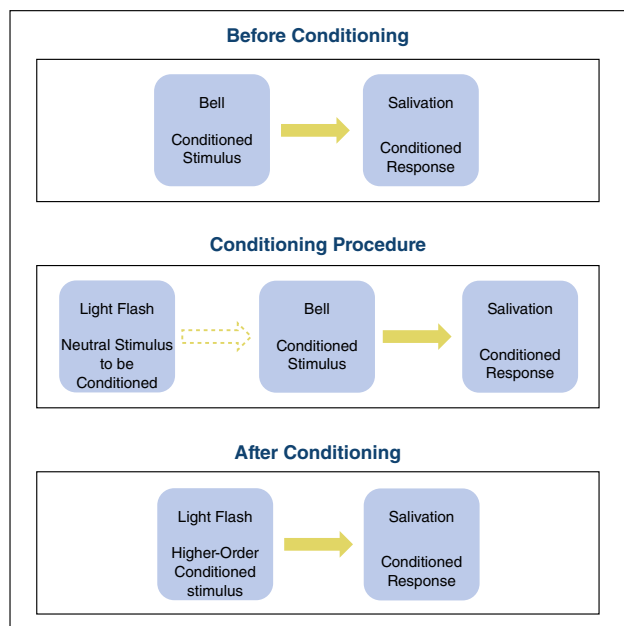 Before Conditioning
Bell
Conditioned
Stimulus
Salivation
Conditioned
Response
Conditioning Procedure
Light Flash
Neutral Stimulus
to be
Conditioned
Bell
Conditioned
Stimulus
Salivation
Conditioned
Response
After Conditioning
Light Flash
Higher-Order
Conditioned
stimulus
Salivation
Conditioned
Response